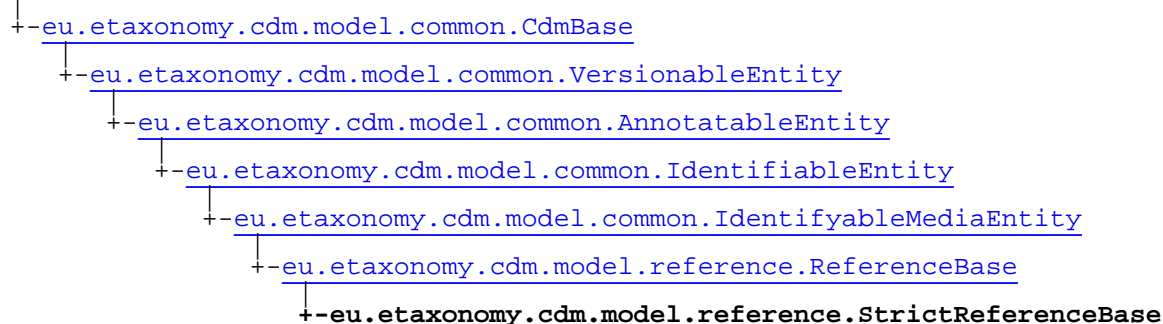 +-eu.etaxonomy.cdm.model.common.CdmBase
+-eu.etaxonomy.cdm.model.common.VersionableEntity
+-eu.etaxonomy.cdm.model.common.AnnotatableEntity
+-eu.etaxonomy.cdm.model.common.IdentifiableEntity
+-eu.etaxonomy.cdm.model.common.IdentifyableMediaEntity
+-eu.etaxonomy.cdm.model.reference.ReferenceBase
+-eu.etaxonomy.cdm.model.reference.StrictReferenceBase